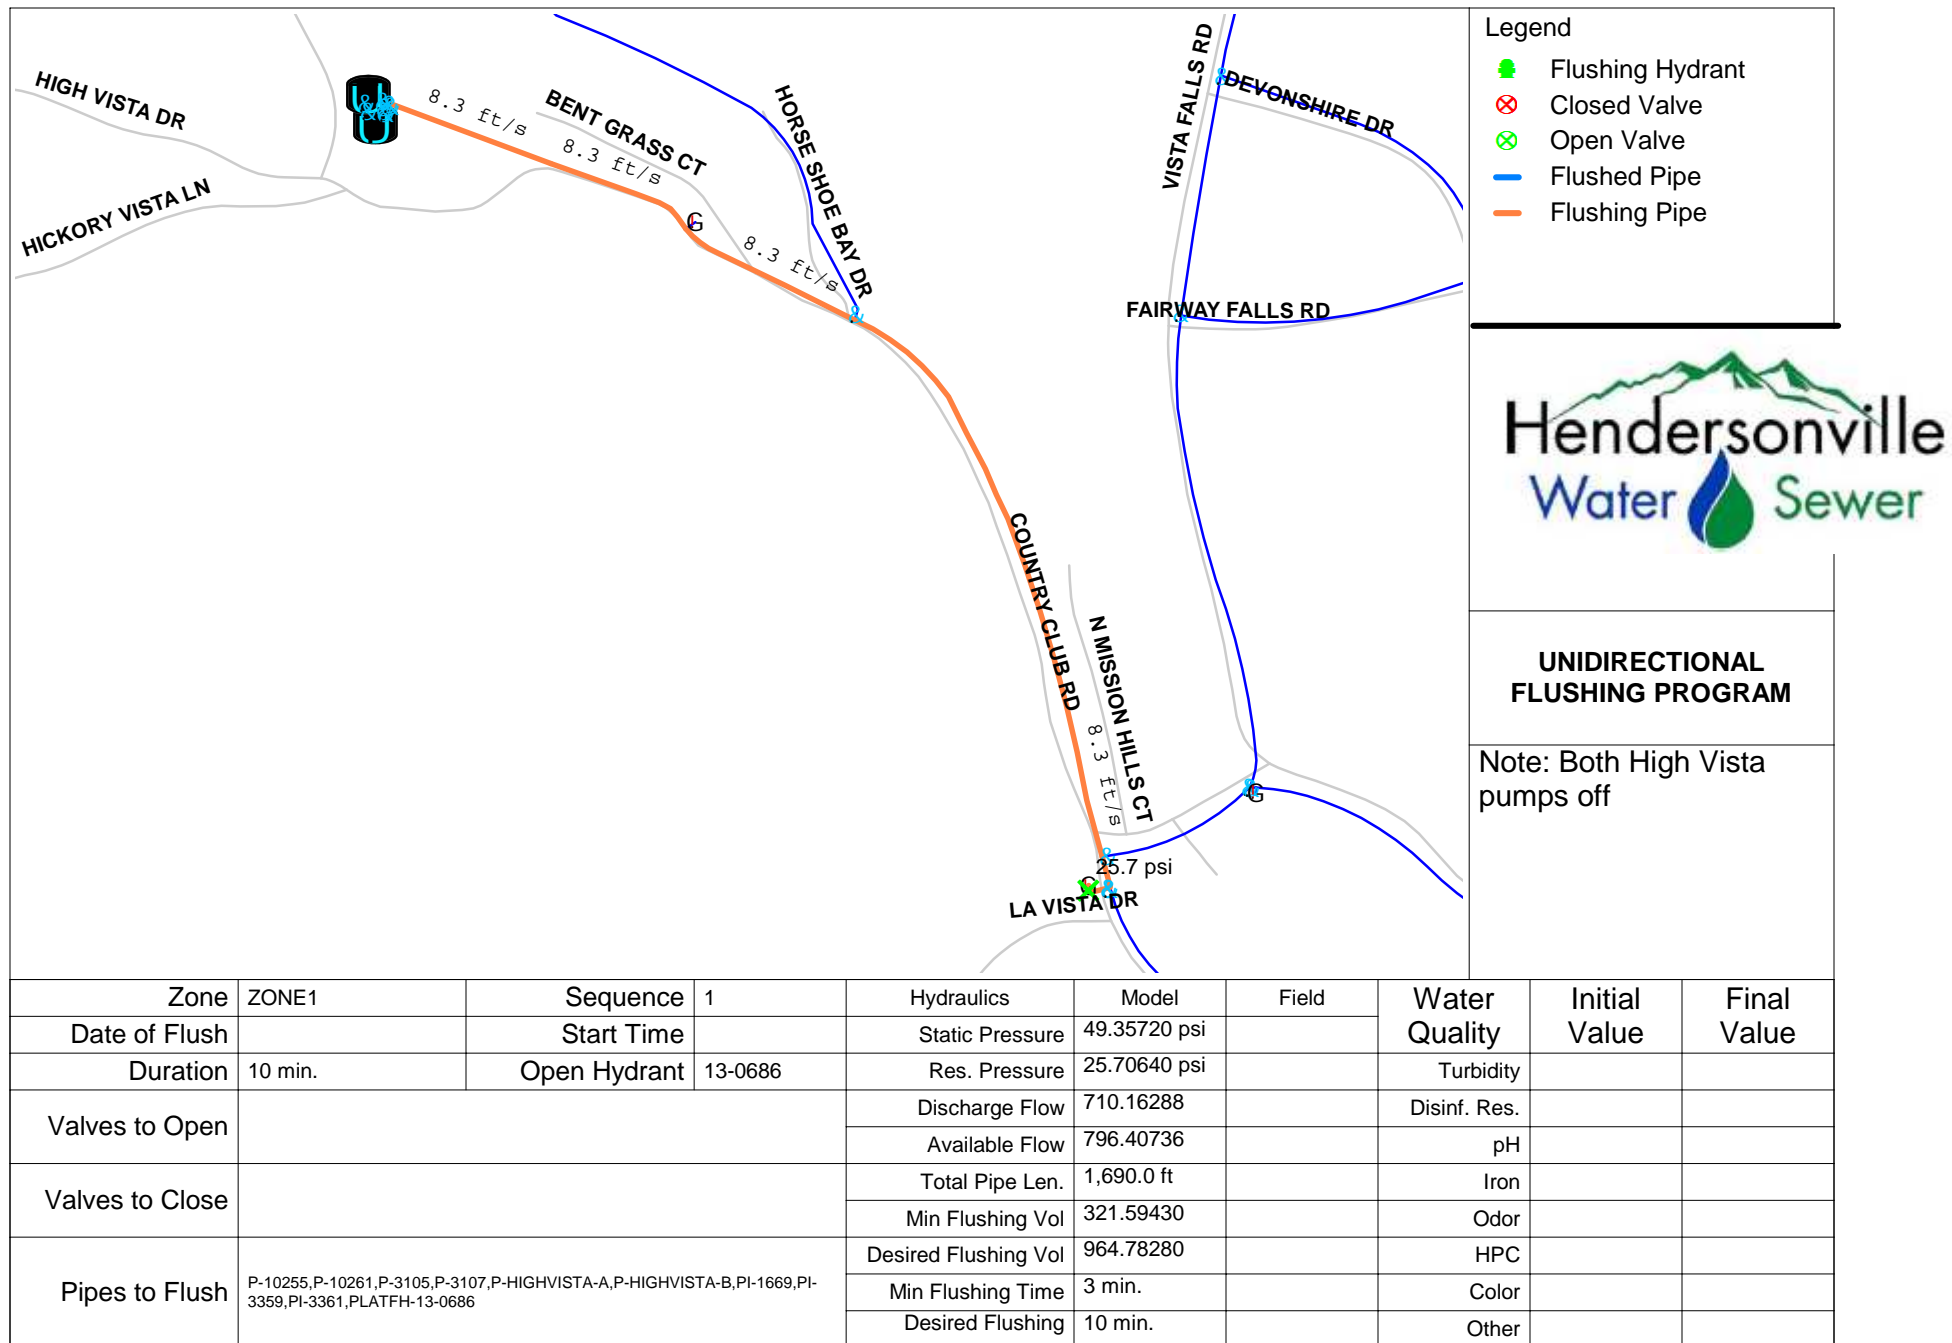 HIGH VISTA DR
HICKORY VISTA LN
8.3 ft/s
BENT GRASS CT
8.3 ft/s
G
8.3 ft/s
HORSE SHOE BAY DR
VISTA FALLS RD
DEVONSHIRE DR
FAIRWAY FALLS RD
COUNTRY CLUB RD
N MISSION HILLS CT
8.3 ft/s
G
25.7 psi
G
LA VISTA DR
Legend
Flushing Hydrant
Closed Valve
Open Valve
Flushed Pipe
Flushing Pipe
Hendersonville
Water Sewer
UNIDIRECTIONAL
FLUSHING PROGRAM
Note: Both High Vista
pumps off
Zone ZONE1 Sequence 1 Hydraulics Model Field Water Quality Initial Value Final Value
Date of Flush Start Time Static Pressure 49.35720 psi
Duration 10 min. Open Hydrant 13-0686 Res. Pressure 25.70640 psi Turbidity
Valves to Open Discharge Flow 710.16288 Disinf. Res.
Available Flow 796.40736 pH
Valves to Close Total Pipe Len. 1,690.0 ft Iron
Min Flushing Vol 321.59430 Odor
Pipes to Flush P-10255,P-10261,P-3105,P-3107,P-HIGHVISTA-A,P-HIGHVISTA-B,PI-1669,PI-
3359,PI-3361,PLATFH-13-0686
Desired Flushing Vol 964.78280 HPC
Min Flushing Time 3 min. Color
Desired Flushing 10 min. Other